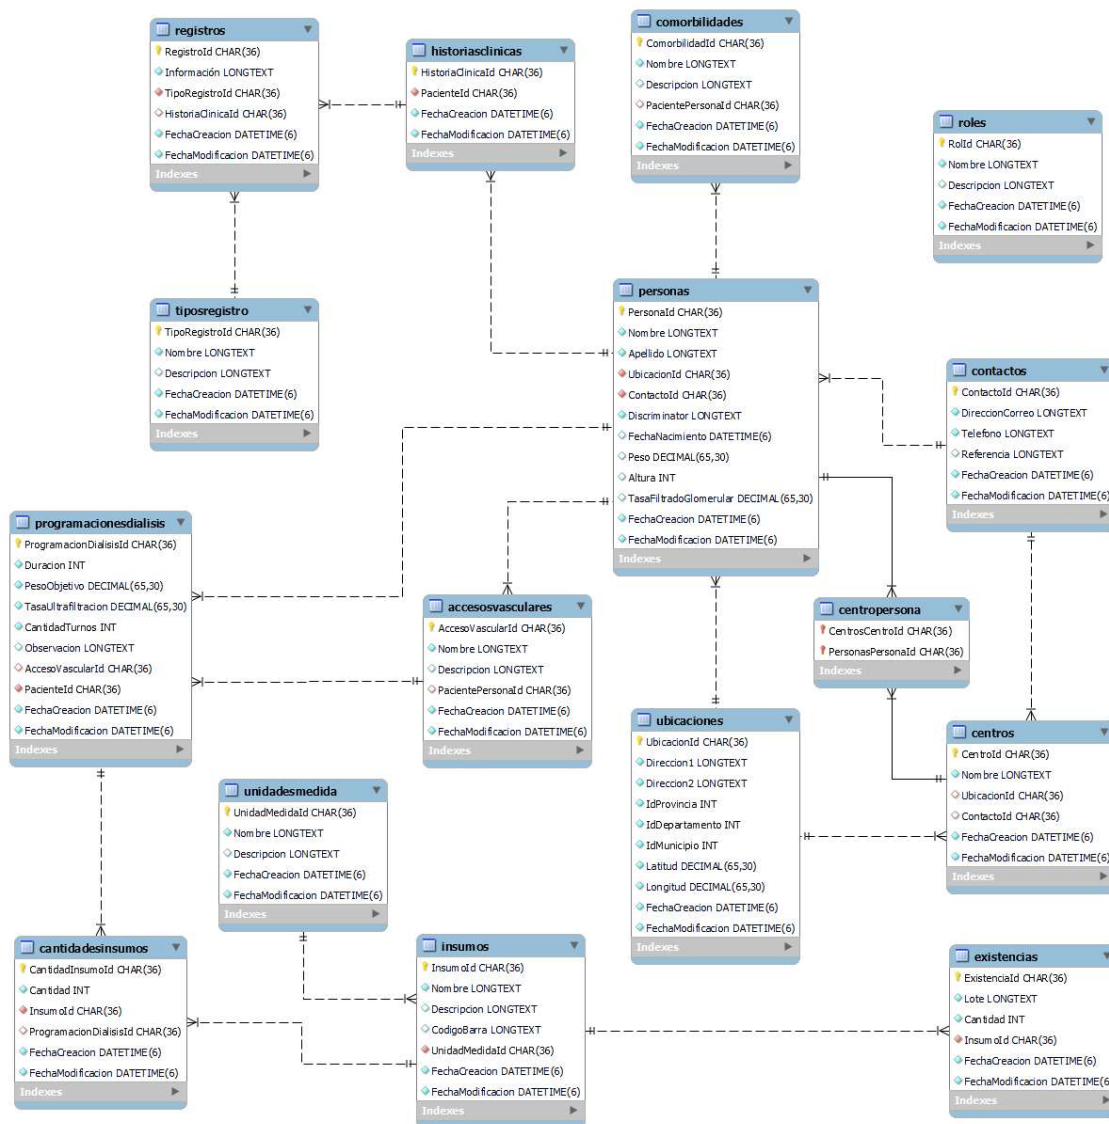 registros
RegistroId CHAR(36)
Información LONGTEXT
TipoRegistroId CHAR(36)
HistoriaClinicaId CHAR(36)
FechaCreacion DATETIME(6)
FechaModificacion DATETIME(6)
Indexes
historiasclinicas
HistoriaClinicaId CHAR(36)
PacienteId CHAR(36)
FechaCreacion DATETIME(6)
FechaModificacion DATETIME(6)
Indexes
comorbilidades
ComorbilidadId CHAR(36)
Nombre LONGTEXT
Descripcion LONGTEXT
PacientePersonaId CHAR(36)
FechaCreacion DATETIME(6)
FechaModificacion DATETIME(6)
Indexes
roles
RolId CHAR(36)
Nombre LONGTEXT
Descripcion LONGTEXT
FechaCreacion DATETIME(6)
FechaModificacion DATETIME(6)
Indexes
tiposregistro
TipoRegistroId CHAR(36)
Nombre LONGTEXT
Descripcion LONGTEXT
FechaCreacion DATETIME(6)
FechaModificacion DATETIME(6)
Indexes
personas
PersonaId CHAR(36)
Nombre LONGTEXT
Apellido LONGTEXT
UbicacionId CHAR(36)
ContactoId CHAR(36)
Discriminator LONGTEXT
FechaNacimiento DATETIME(6)
Peso DECIMAL(65,30)
Altura INT
TasaFiltradoGlomerular DECIMAL(65,30)
FechaCreacion DATETIME(6)
FechaModificacion DATETIME(6)
Indexes
contactos
ContactoId CHAR(36)
DireccionCorreo LONGTEXT
Telefono LONGTEXT
Referencia LONGTEXT
FechaCreacion DATETIME(6)
FechaModificacion DATETIME(6)
Indexes
programacionesdialisis
ProgramacionDialisisId CHAR(36)
Duracion INT
PesoObjetivo DECIMAL(65,30)
TasaUltrafiltracion DECIMAL(65,30)
CantidadTurnos INT
Observacion LONGTEXT
AccesoVascularId CHAR(36)
PacienteId CHAR(36)
FechaCreacion DATETIME(6)
FechaModificacion DATETIME(6)
Indexes
accesosvasculares
AccesoVascularId CHAR(36)
Nombre LONGTEXT
Descripcion LONGTEXT
PacientePersonaId CHAR(36)
FechaCreacion DATETIME(6)
FechaModificacion DATETIME(6)
Indexes
centropersona
CentrosCentroId CHAR(36)
PersonasPersonaId CHAR(36)
Indexes
ubicaciones
UbicacionId CHAR(36)
Direccion1 LONGTEXT
Direccion2 LONGTEXT
IdProvincia INT
IdDepartamento INT
IdMunicipio INT
Latitud DECIMAL(65,30)
Longitud DECIMAL(65,30)
FechaCreacion DATETIME(6)
FechaModificacion DATETIME(6)
Indexes
centros
CentroId CHAR(36)
Nombre LONGTEXT
UbicacionId CHAR(36)
ContactoId CHAR(36)
FechaCreacion DATETIME(6)
FechaModificacion DATETIME(6)
Indexes
unidadesmedida
UnidadMedidaId CHAR(36)
Nombre LONGTEXT
Descripcion LONGTEXT
FechaCreacion DATETIME(6)
FechaModificacion DATETIME(6)
Indexes
cantidadesinsumos
CantidadInsumoId CHAR(36)
Cantidad INT
InsumoId CHAR(36)
ProgramacionDialisisId CHAR(36)
FechaCreacion DATETIME(6)
FechaModificacion DATETIME(6)
Indexes
insumos
InsumoId CHAR(36)
Nombre LONGTEXT
Descripcion LONGTEXT
CodigoBarra LONGTEXT
UnidadMedidaId CHAR(36)
FechaCreacion DATETIME(6)
FechaModificacion DATETIME(6)
Indexes
existencias
ExistenciaId CHAR(36)
Lote LONGTEXT
Cantidad INT
InsumoId CHAR(36)
FechaCreacion DATETIME(6)
FechaModificacion DATETIME(6)
Indexes